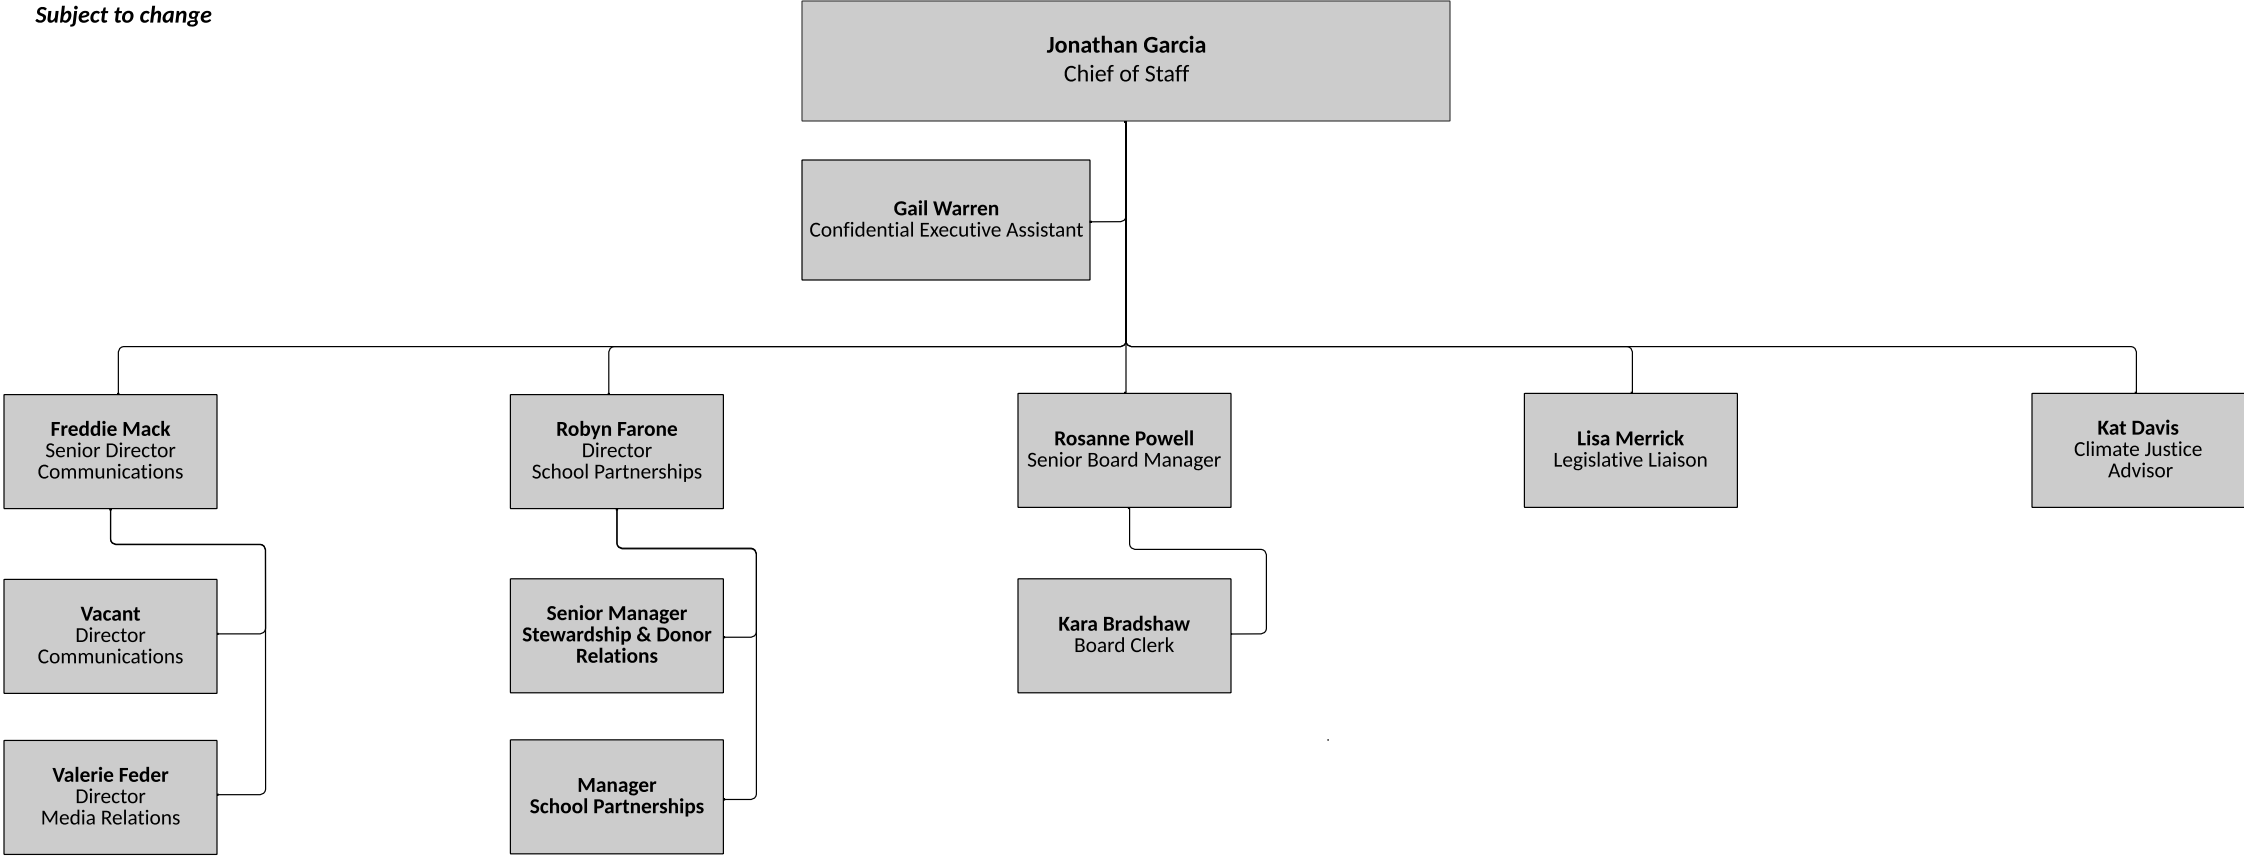 Subject to change
Jonathan Garcia
Chief of Staff
Gail Warren
Confidential Executive Assistant
Freddie Mack
Senior Director
Communications
Robyn Farone
Director
School Partnerships
Rosanne Powell
Senior Board Manager
Lisa Merrick
Legislative Liaison
Kat Davis
Climate Justice
Advisor
Vacant
Director
Communications
Senior Manager
Stewardship & Donor
Relations
Kara Bradshaw
Board Clerk
Valerie Feder
Director
Media Relations
Manager
School Partnerships